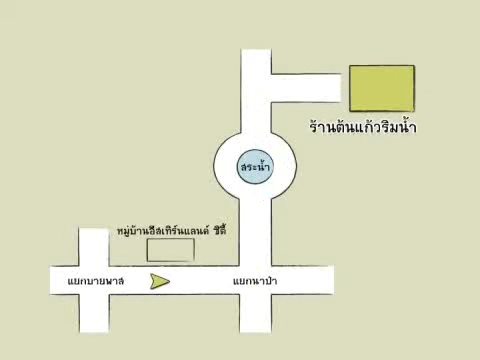 ร้านต้นแก้วริมน้ำ
สระน้ำ
หมู่บ้านอีสเทิร์นแลนด์ ซิตี้
แยกบายพาส
แยกนาป่า